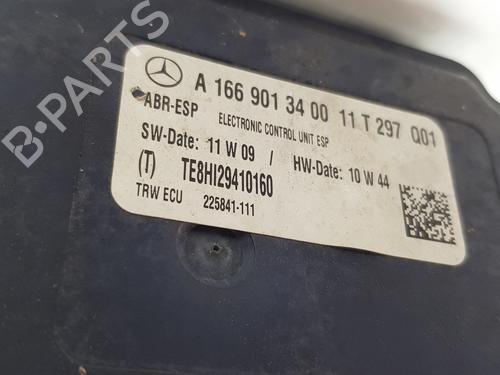 B-PARTS
A 166 901 34 00 11 T 297 Q01
ABR-ESP ELECTRONIC CONTROL UNIT ESP
SW-Date: 11 W 09 / HW-Date: 10 W 44
(T) TE8HI29410160
TRW ECU 225841-111